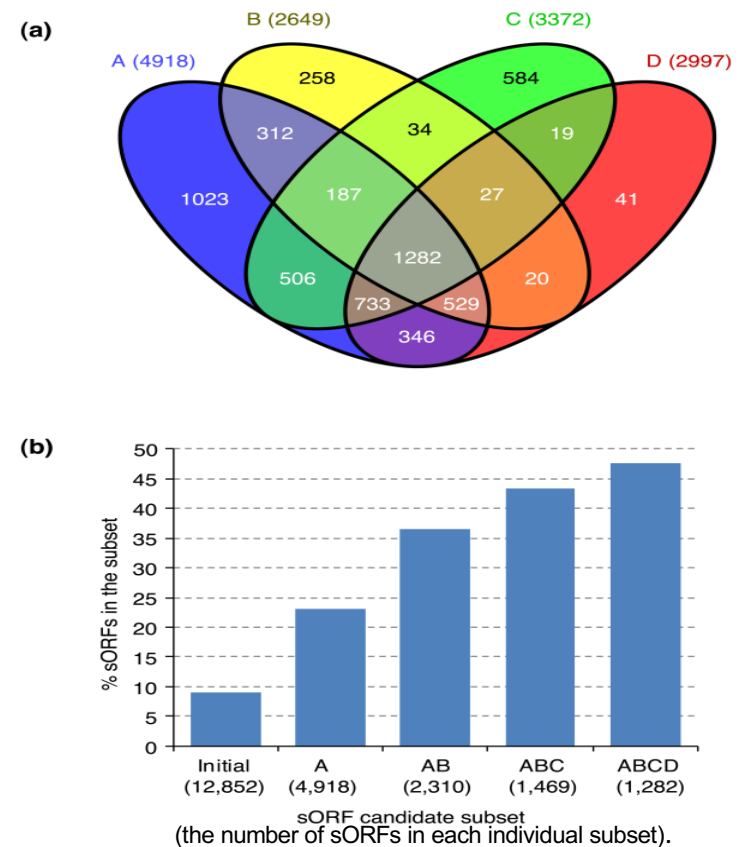 (a)
B (2649) C (3372)
A (4918) D (2997)
258 584
312 34 19
1023 187 27 41
1282
506 20
733 529
346
(b)
50
45
40
35
30
25
20
15
10
5
0
% sORFs in the subset
Initial A AB ABC ABCD
(12,852) (4,918) (2,310) (1,469) (1,282)
sORF candidate subset
(the number of sORFs in each individual subset).